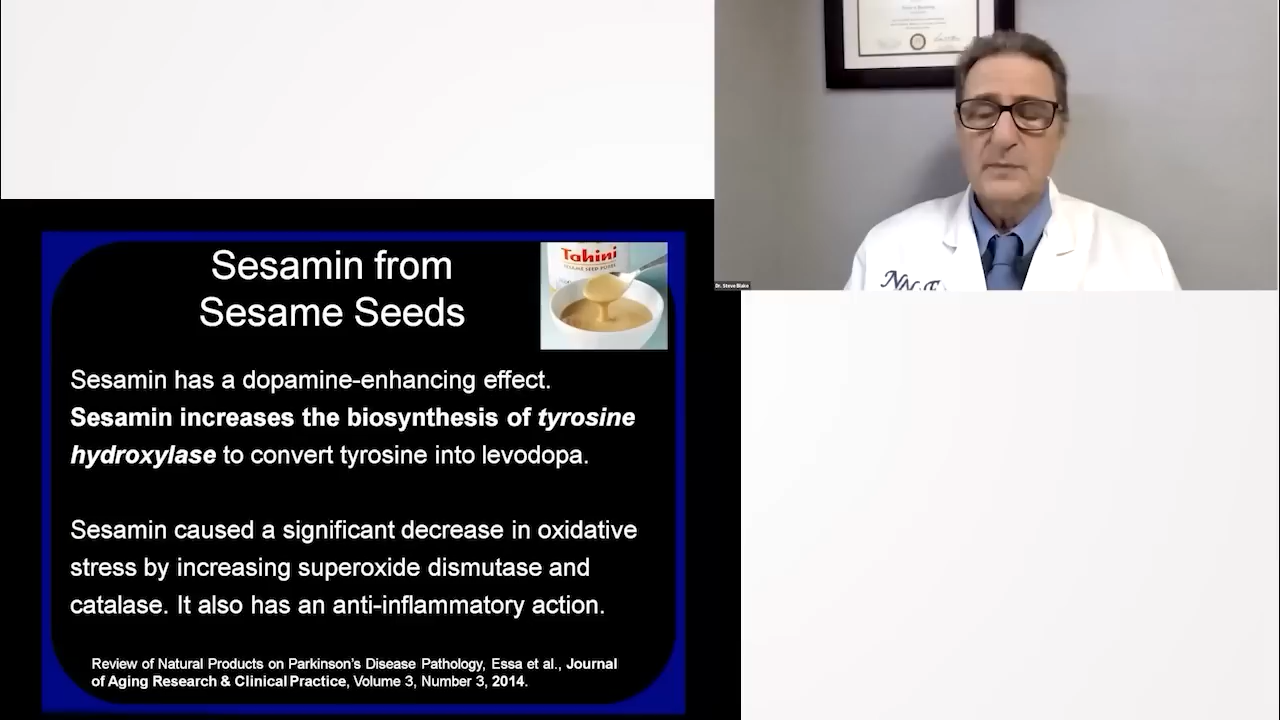 Sesamin from
Sesame Seeds
Tahini
Sesamin has a dopamine-enhancing effect.
Sesamin increases the biosynthesis of tyrosine
hydroxylase to convert tyrosine into levodopa.
Sesamin caused a significant decrease in oxidative
stress by increasing superoxide dismutase and
catalase. It also has an anti-inflammatory action.
Review of Natural Products on Parkinson's Disease Pathology, Essa et al., Journal
of Aging Research & Clinical Practice, Volume 3, Number 3, 2014.
Dr. Steve Blake